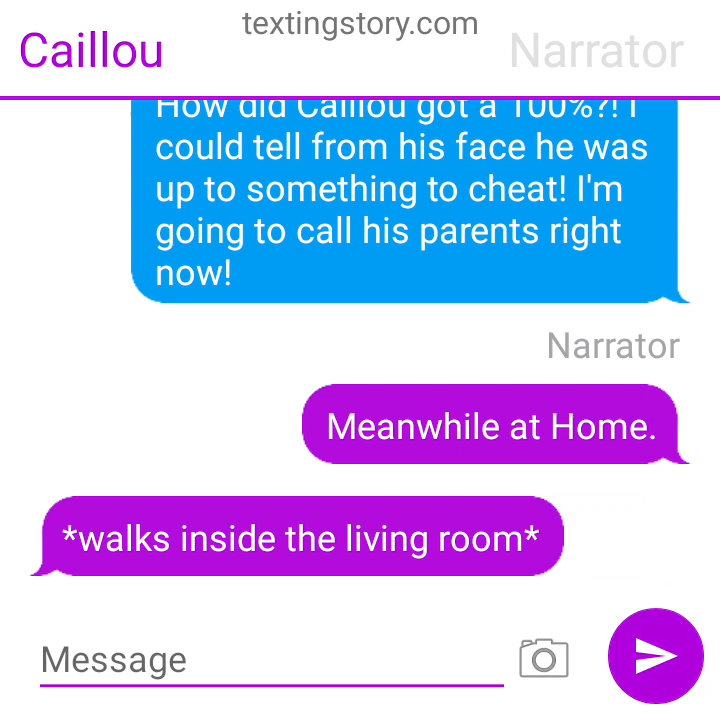 textingstory.com
Caillou
Narrator
How did Caillou got a 100%?! I
could tell from his face he was
up to something to cheat! I'm
going to call his parents right
now!
Narrator
Meanwhile at Home.
*walks inside the living room*
Message